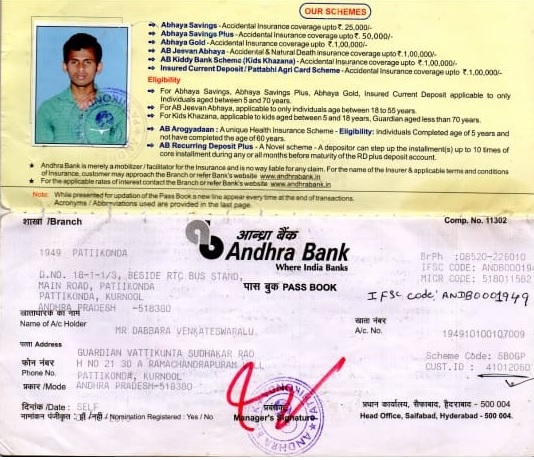 OUR SCHEMES
Abhaya Savings - Accidental Insurance coverage upto ₹. 25,000/-
Abhaya Savings Plus - Accidental Insurance coverage upto ₹. 50,000/-
Abhaya Gold - Accidental Insurance coverage upto ₹. 1,00,000/-
AB Jeevan Abhaya - Accidental & Natural Death insurance coverage upto ₹. 1,00,000/-
AB Kiddy Bank Scheme (Kids Khazana) - Accidental Insurance coverage upto ₹. 1,00,000/-
Insured Current Deposit / Pattabhi Agri Card Scheme - Accidental Insurance coverage upto ₹. 1,00,000/-
Eligibility
For Abhaya Savings, Abhaya Savings Plus, Abhaya Gold, Insured Current Deposit applicable to only
Individuals aged between 5 and 70 years.
For AB Jeevan Abhaya, applicable to only individuals age between 18 to 55 years.
For Kids Khazana, applicable to kids aged between 5 and 18 years, Guardian aged less than 70 years.
AB Arogyadaan : A unique Health Insurance Scheme - Eligibility: Individuals Completed age of 5 years and
not have completed the age of 60 years.
AB Recurring Deposit Plus - A Novel scheme - A depositor can step up the installment(s) up to 10 times of
core installment during any or all months before maturity of the RD plus deposit account.
★ Andhra Bank is merely a mobilizer / facilitator for the Insurance and is no way liable for any claim. For the name of the Insurer & applicable terms and conditions
of Insurance, customer may approach the Branch or refer Bank's website www.andhrabank.in
★ For the applicable rates of interest contact the Branch or refer Bank's website www.andhrabank.in
Note: While presented for updation of the Pass Book a new line appear every time at the end of transactions.
Acronyms / Abbreviations used are provided in the last page.
शाखा /Branch
Comp. No. 11302
आन्ध्रा बैंक
Andhra Bank
Where India Banks
पास बुक PASS BOOK
1949 PATIIKONDA
BrPh :08520-226010
IFSC CODE: ANDB000194
MICR CODE: 518011582
D.NO. 18-1-1/3, BESIDE RTC BUS STAND,
MAIN ROAD, PATIIKONDA
PATTIKONDA, KURNOOL
ANDHRA PRADESH -518380
IFSC code: ANDB0001949
खाताधारक का नाम
Name of A/c Holder
MR DABBARA VENKATESWARALU
खाता नंबर
A/c. No.
194910100107009
पता Address
GUARDIAN VATTIKUNTA SUDHAKAR RAO
H NO 21 30 A RAMACHANDRAPURAM
PATTIKONDA, KURNOOL
ANDHRA PRADESH-518380
फोन नंबर
Phone No.
प्रकार /Mode
Scheme Code: SBGGP
CUST.ID : 41012060
दिनांक /Date : SELF
नामांकन पंजीकृत : हाँ /नहीं / Nomination Registered : Yes / No
प्रबंधक
Manager's Signature
प्रधान कार्यालय, सैफाबाद, हैदराबाद - 500 004
Head Office, Saifabad, Hyderabad - 500 004.